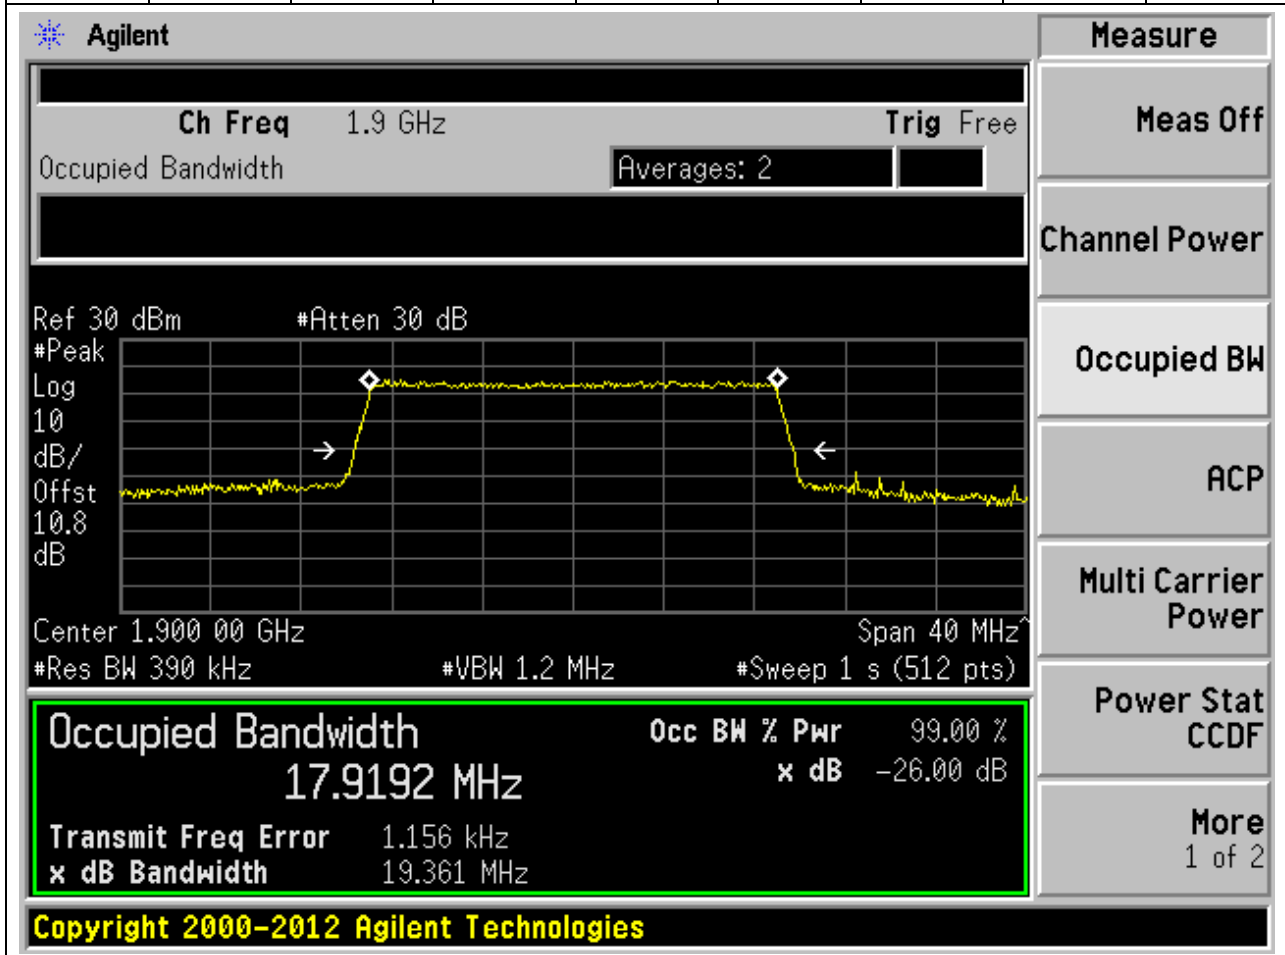 Agilent
Measure
Ch Freq 1.9 GHz Trig Free
Meas Off
Occupied Bandwidth Averages: 2
Channel Power
Ref 30 dBm #Atten 30 dB
#Peak
Log
10
dB/
Offst
10.8
dB
Occupied BW
ACP
Center 1.900 00 GHz Span 40 MHz^
#Res BW 390 kHz #VBW 1.2 MHz #Sweep 1 s (512 pts)
Multi Carrier
Power
Occupied Bandwidth Occ BW % Pwr 99.00 %
17.9192 MHz x dB -26.00 dB
Transmit Freq Error 1.156 kHz
x dB Bandwidth 19.361 MHz
Power Stat
CCDF
More
1 of 2
Copyright 2000-2012 Agilent Technologies